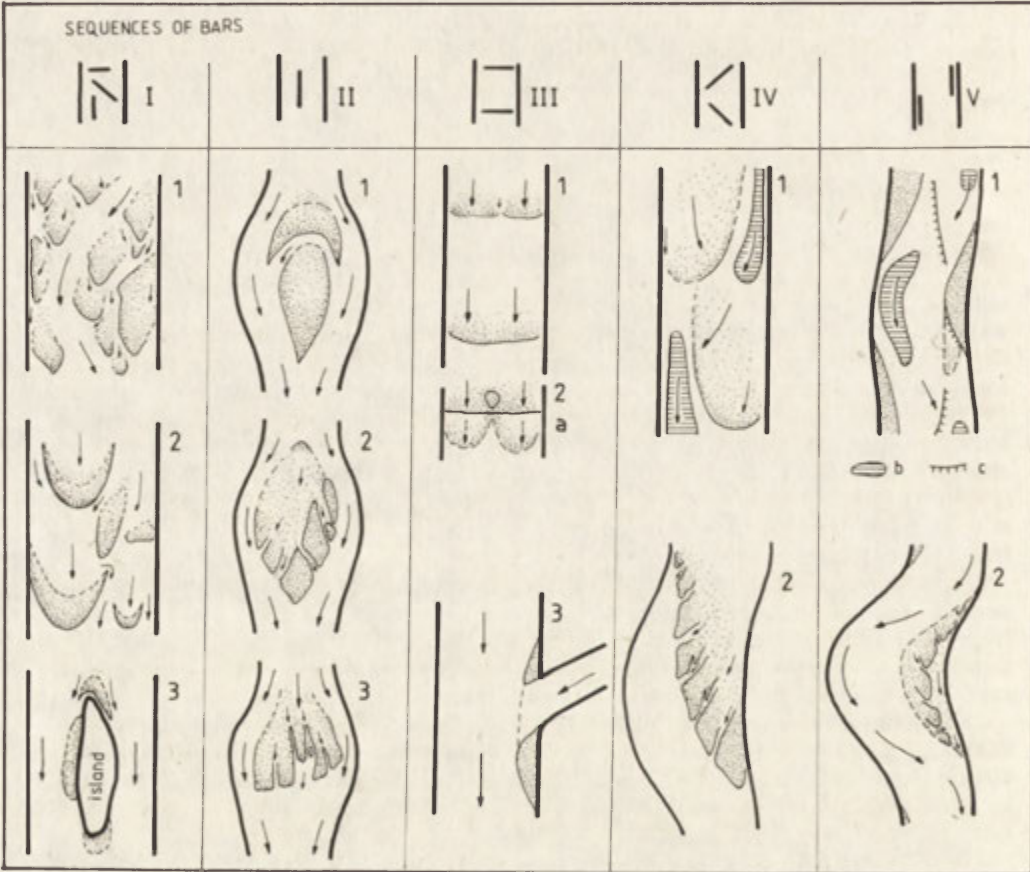 SEQUENCES OF BARS
I II III IV V
1 1 1 1 1
2 2 2
a
b c
3 2 2
3 3
island